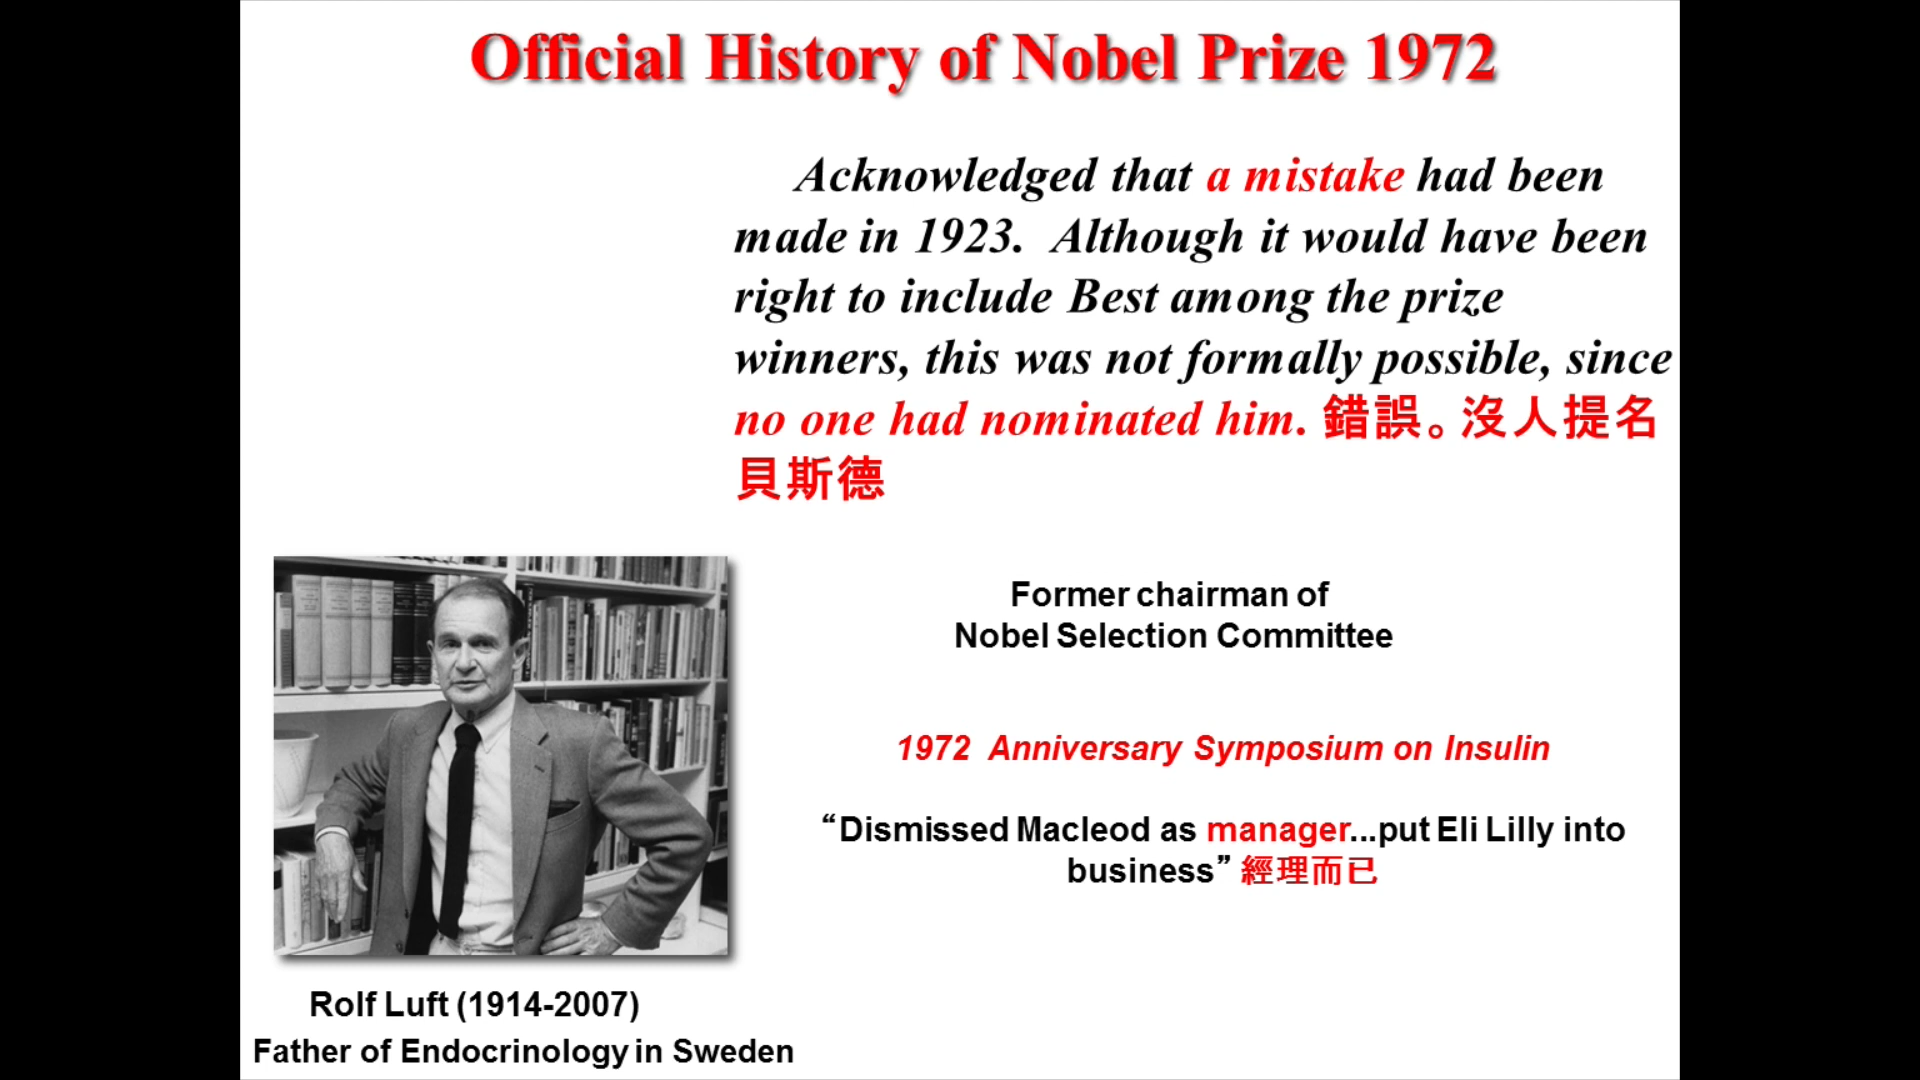 Official History of Nobel Prize 1972
Acknowledged that a mistake had been
made in 1923. Although it would have been
right to include Best among the prize
winners, this was not formally possible, since
no one had nominated him. 錯誤。沒人提名
貝斯德
Former chairman of
Nobel Selection Committee
1972 Anniversary Symposium on Insulin
“Dismissed Macleod as manager...put Eli Lilly into
business” 經理而已
Rolf Luft (1914-2007)
Father of Endocrinology in Sweden